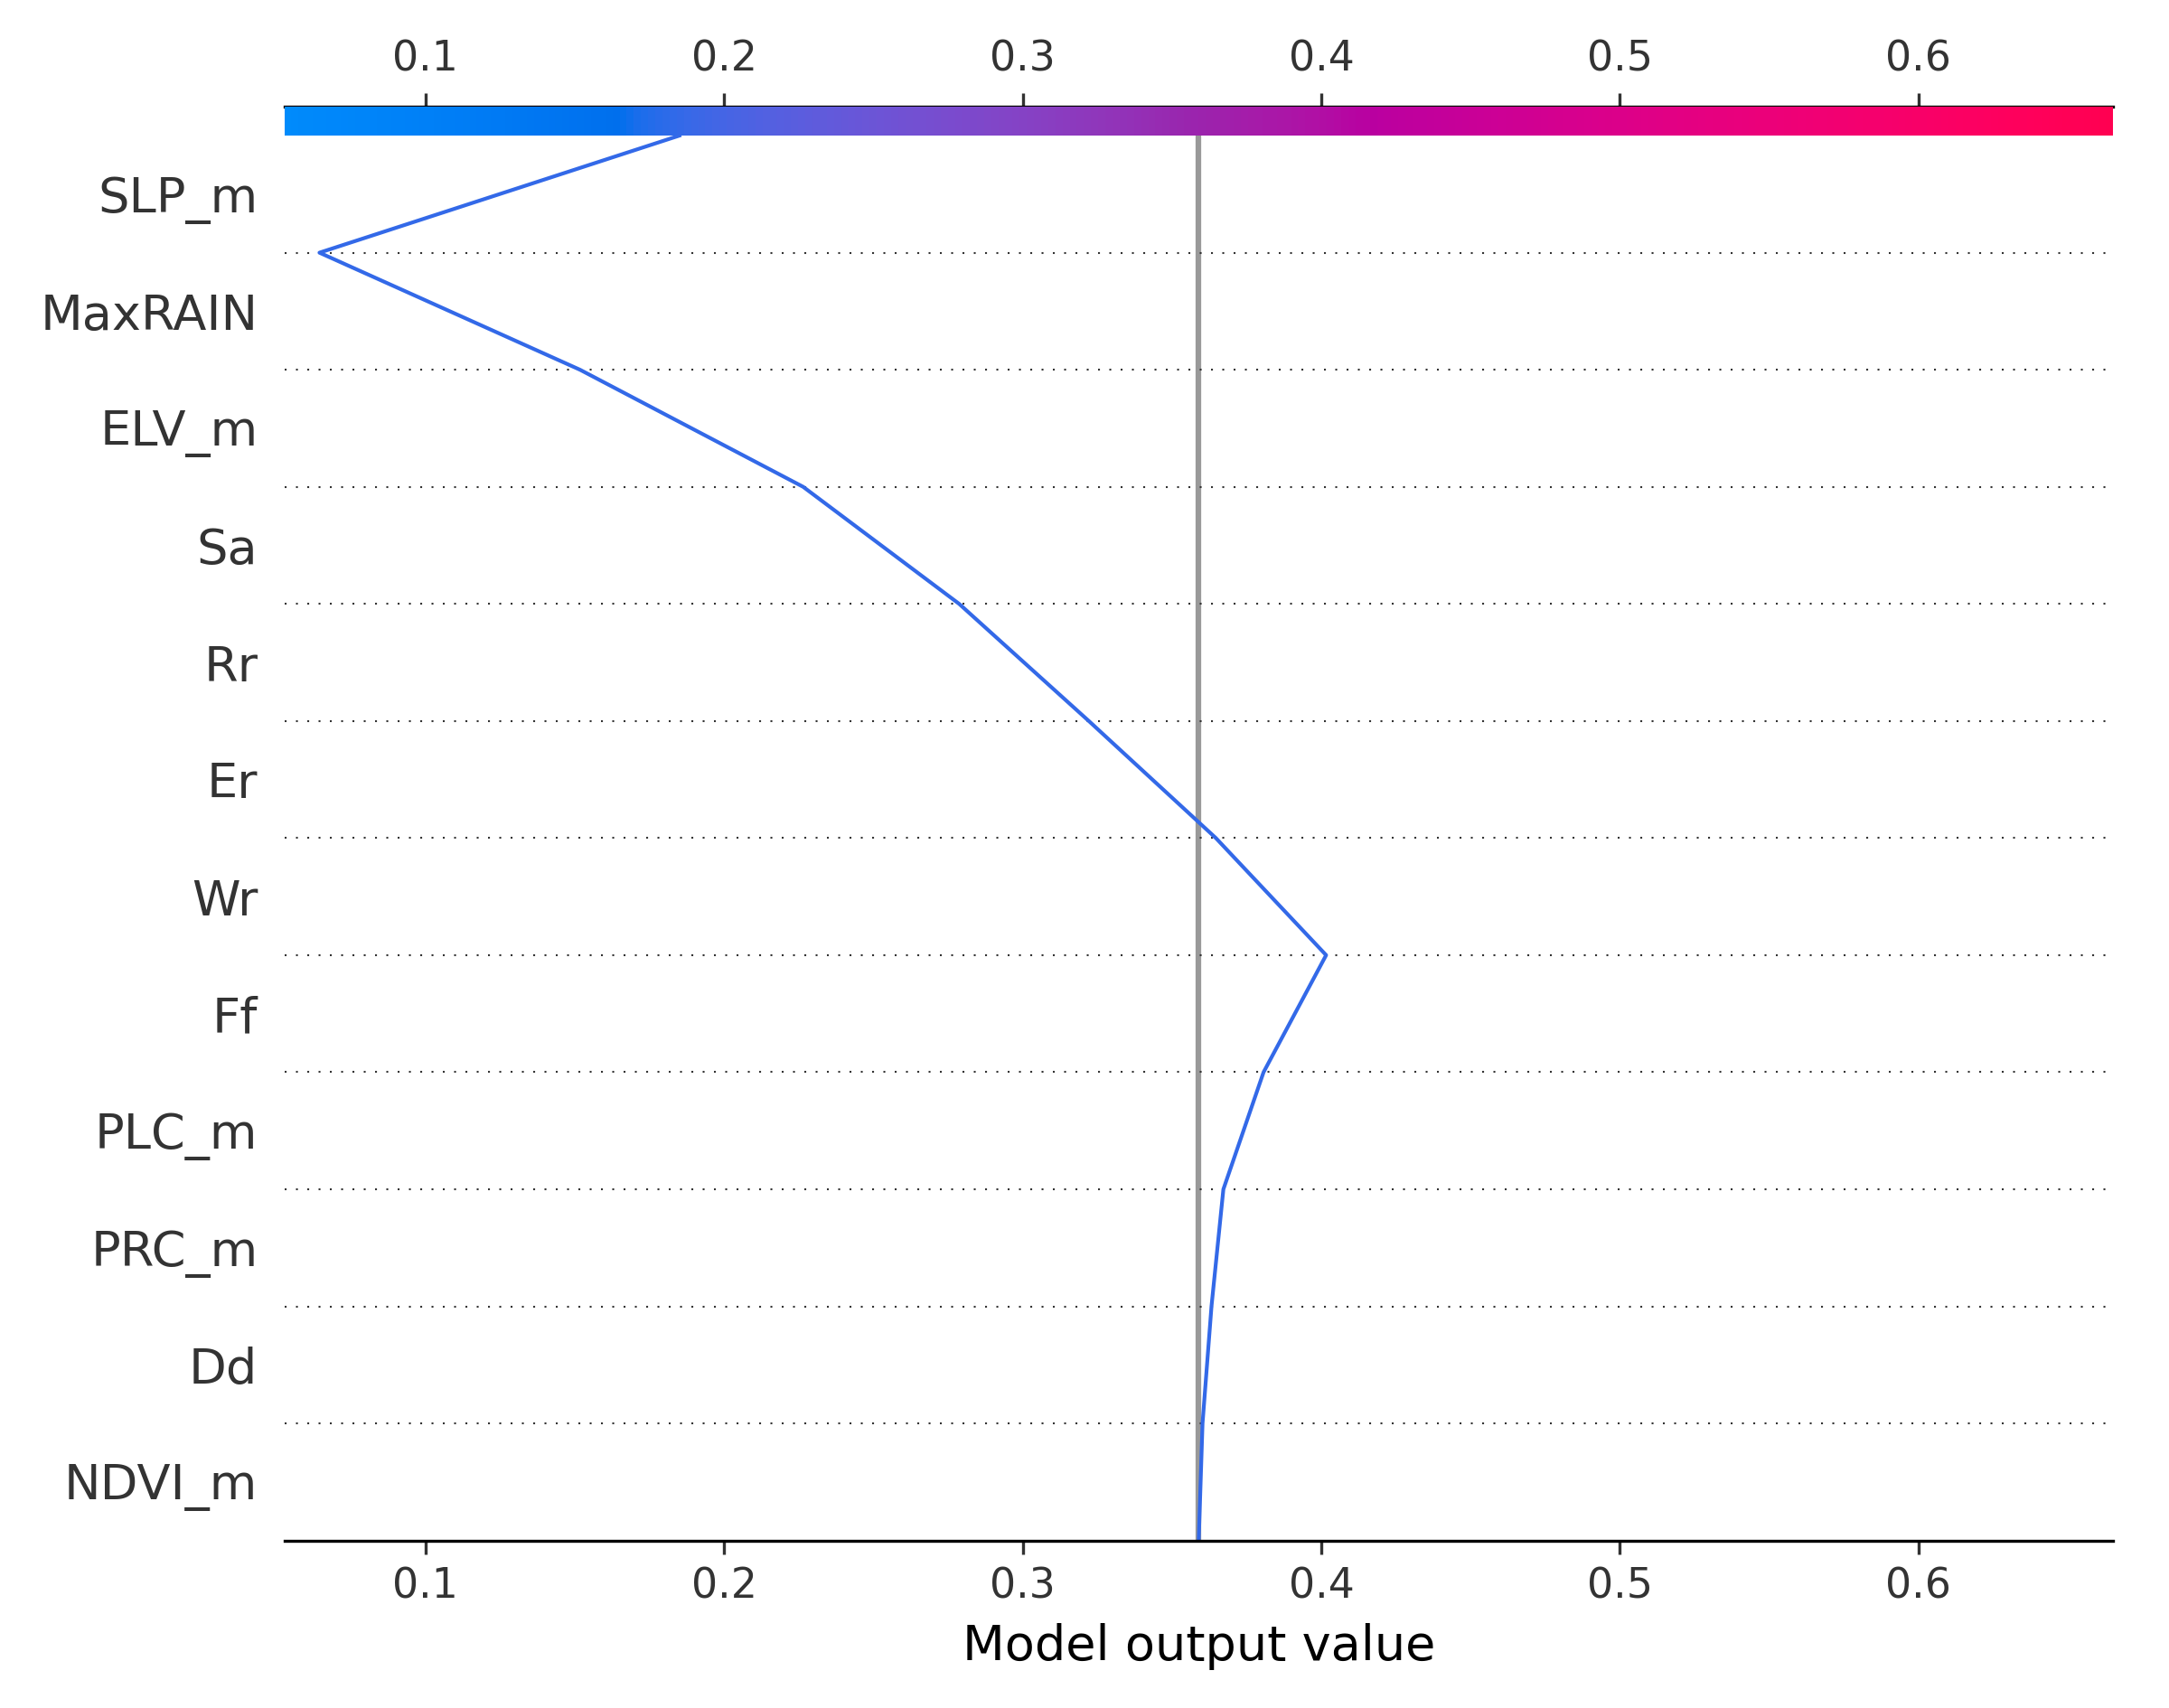 0.1 0.2 0.3 0.4 0.5 0.6
SLP_m
MaxRAIN
ELV_m
Sa
Rr
Er
Wr
Ff
PLC_m
PRC_m
Dd
NDVI_m
0.1 0.2 0.3 0.4 0.5 0.6
Model output value